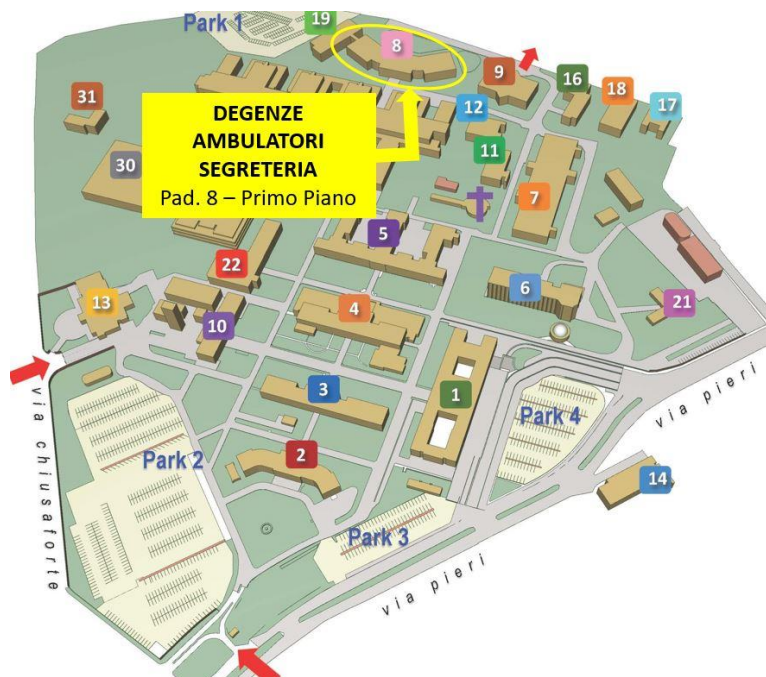 Park 1
19
8
9
16
18
17
31
12
DEGENZE
AMBULATORI
SEGRETERIA
Pad. 8 – Primo Piano
11
30
7
5
22
6
13
21
10
4
3
1
Park 4
via pieri
via chiusaforte
Park 2
2
14
Park 3
via pieri